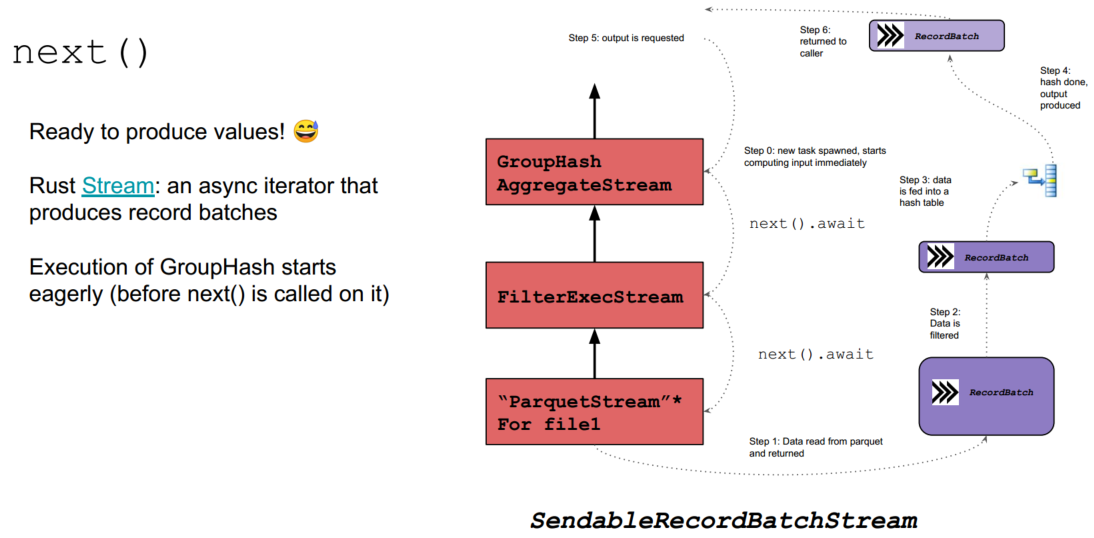 next()
Ready to produce values! 😅
Rust Stream: an async iterator that
produces record batches
Execution of GroupHash starts
eagerly (before next() is called on it)
Step 5: output is requested
GroupHash
AggregateStream
FilterExecStream
“ParquetStream”*
For file1
Step 0: new task spawned, starts
computing input immediately
next().await
next().await
Step 1: Data read from parquet
and returned
Step 6:
returned to
caller
RecordBatch
Step 4:
hash done,
output
produced
Step 3: data
is fed into a
hash table
RecordBatch
Step 2:
Data is
filtered
RecordBatch
SendableRecordBatchStream